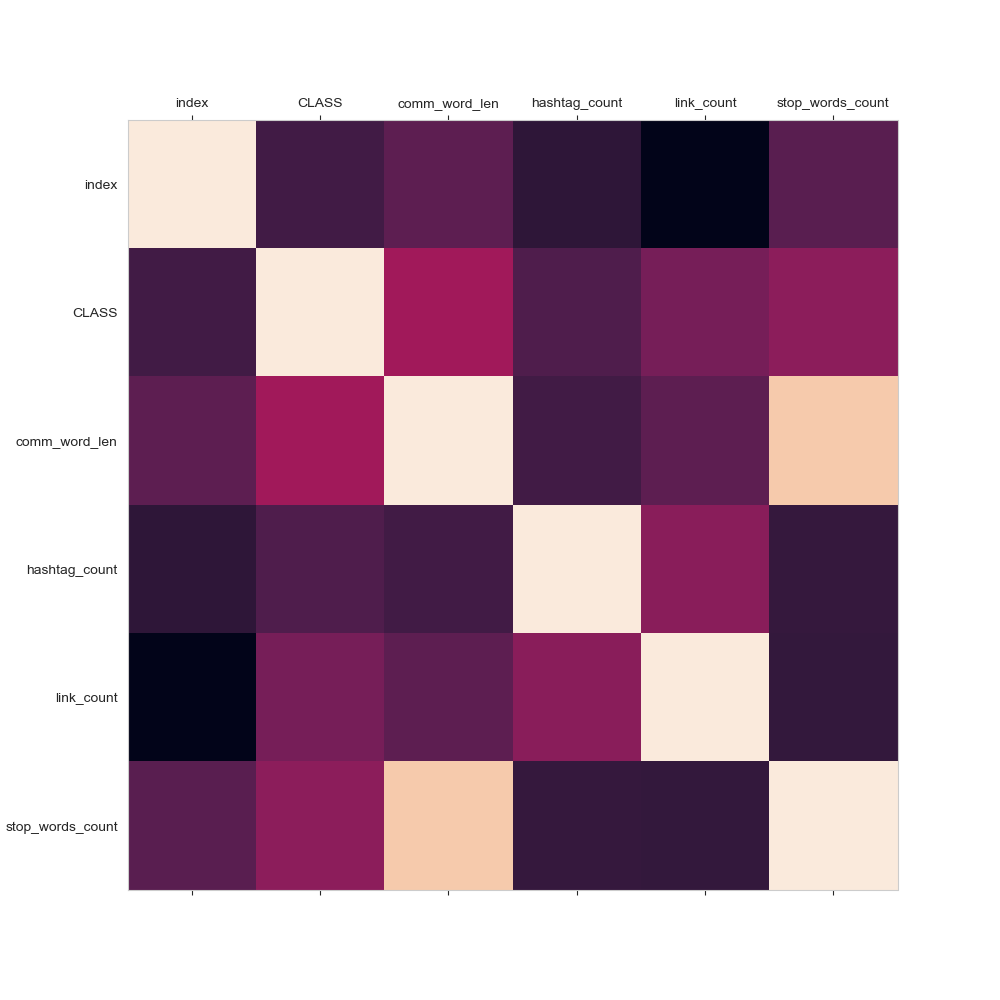 index CLASS comm_word_len hashtag_count link_count stop_words_count
index
CLASS
comm_word_len
hashtag_count
link_count
stop_words_count